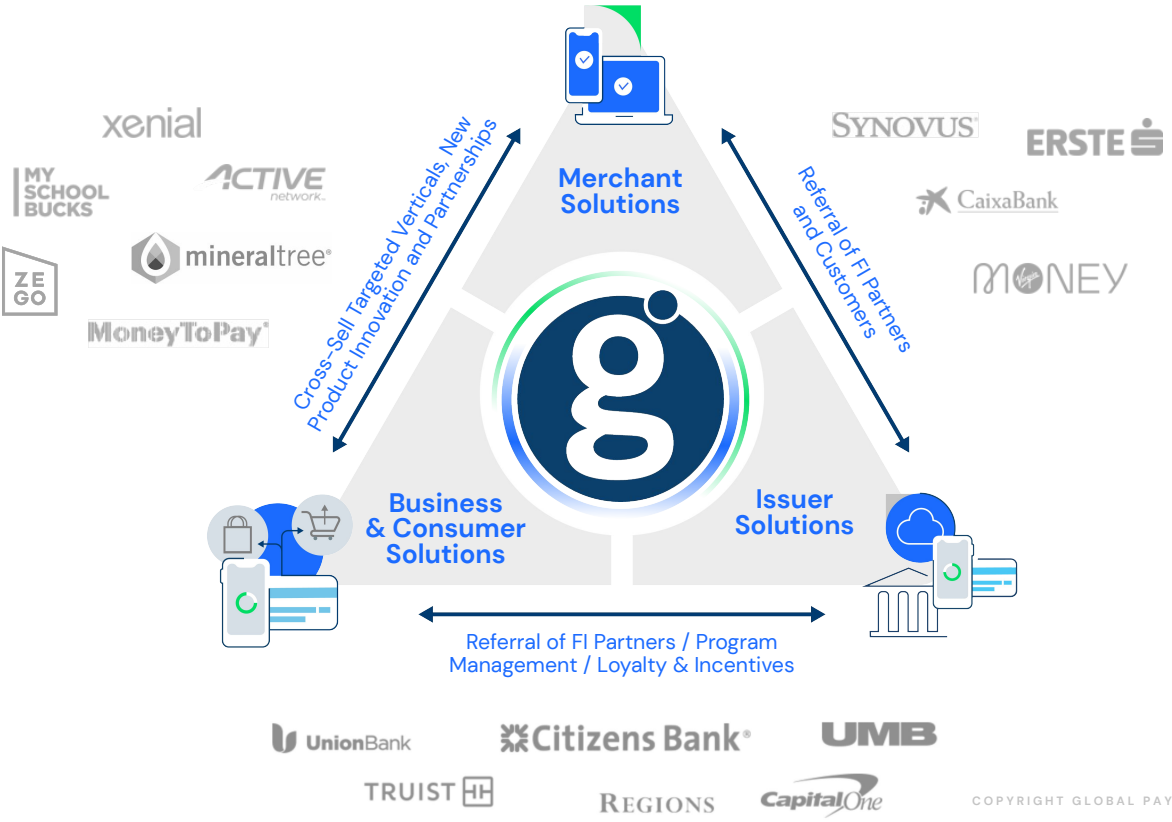 xenial
MY
SCHOOL
BUCKS
ACTIVE
network.
ZE
GO
mineraltree®
MoneyToPay®
Cross-Sell Targeted Verticals, New
Product Innovation and Partnerships
Merchant
Solutions
Referral of FI Partners
and Customers
SYNOVUS®
ERSTE
CaixaBank
Virgin
MONEY
g
Business
& Consumer
Solutions
Issuer
Solutions
Referral of FI Partners / Program
Management / Loyalty & Incentives
UnionBank
Citizens Bank®
UMB
TRUIST
REGIONS
CapitalOne
COPYRIGHT GLOBAL PAY